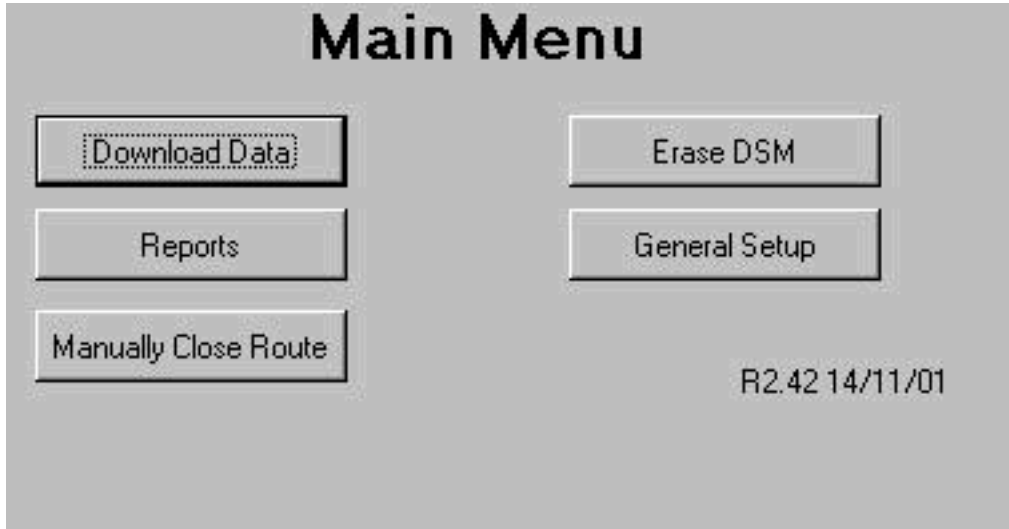 Main Menu
Download Data
Erase DSM
Reports
General Setup
Manually Close Route
R2.42 14/11/01